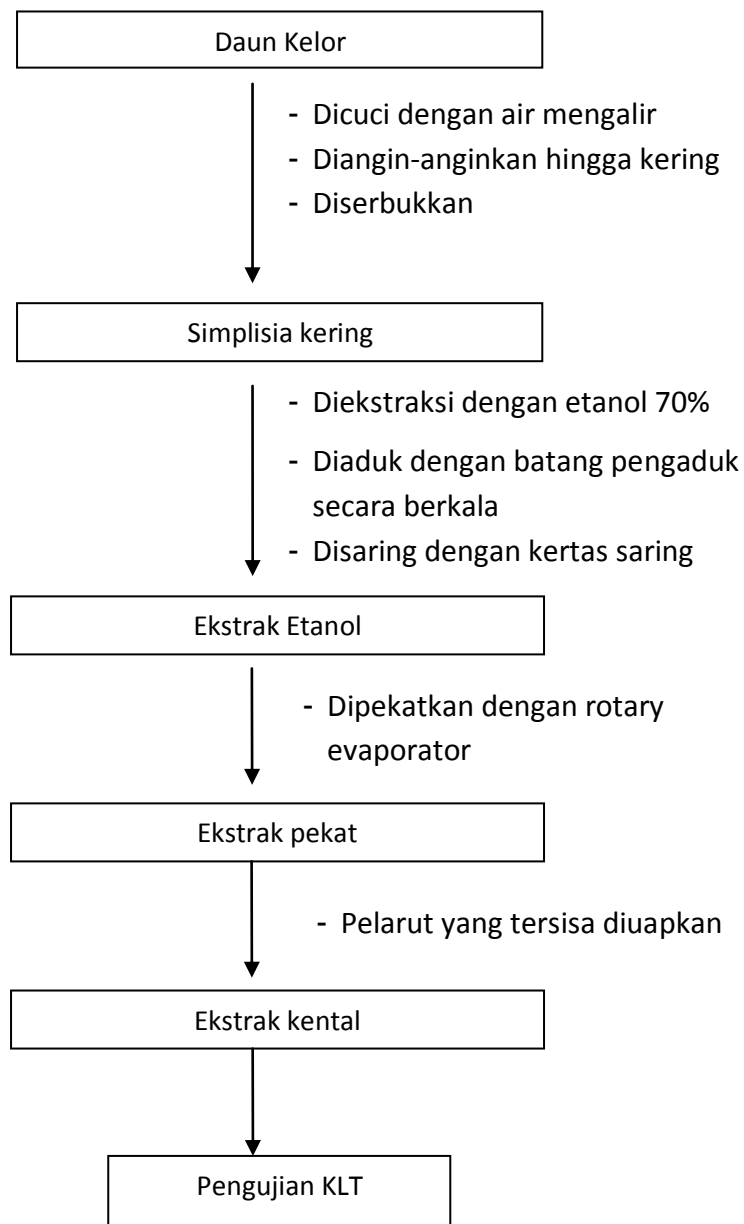 Daun Kelor
- Dicuci dengan air mengalir
- Diangin-anginkan hingga kering
- Diserbukkan
Simplisia kering
- Diekstraksi dengan etanol 70%
- Diaduk dengan batang pengaduk
secara berkala
- Disaring dengan kertas saring
Ekstrak Etanol
- Dipekatkan dengan rotary
evaporator
Ekstrak pekat
- Pelarut yang tersisa diuapkan
Ekstrak kental
Pengujian KLT